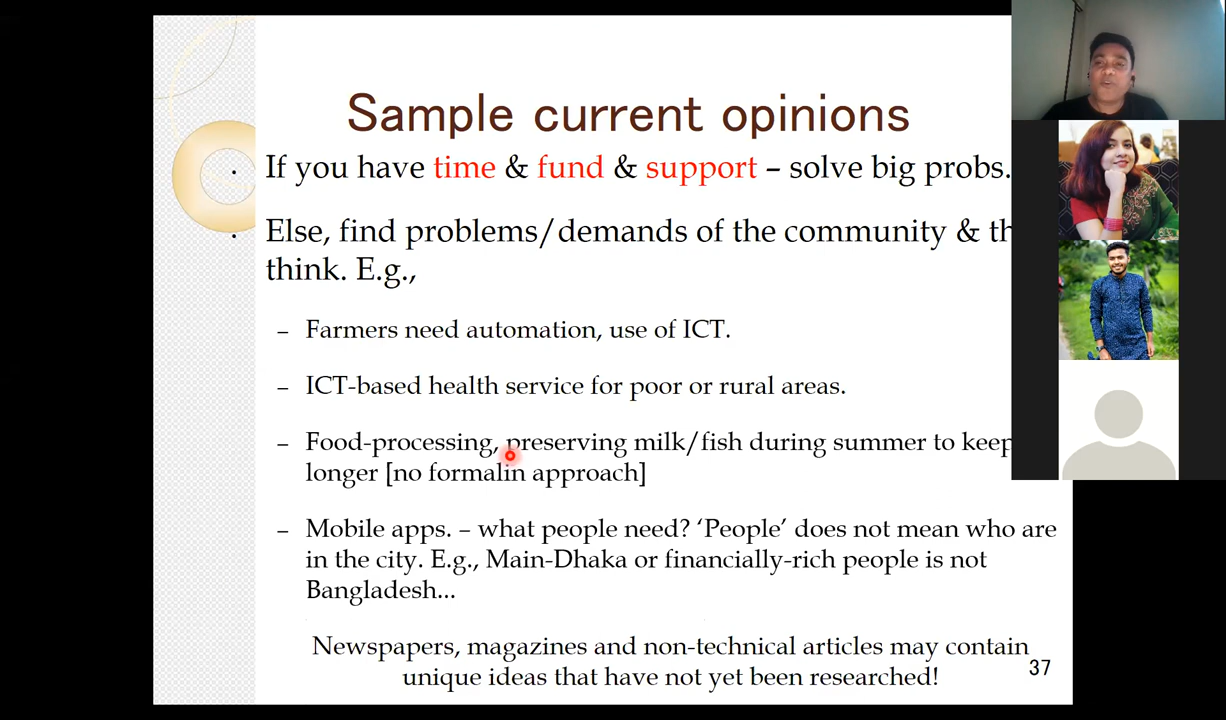 Sample current opinions
• If you have time & fund & support – solve big probs.
• Else, find problems/demands of the community &
think. E.g.,
– Farmers need automation, use of ICT.
– ICT-based health service for poor or rural areas.
– Food-processing, preserving milk/fish during summer to keep
longer [no formalin approach]
– Mobile apps. – what people need? ‘People’ does not mean who are
in the city. E.g., Main-Dhaka or financially-rich people is not
Bangladesh...
Newspapers, magazines and non-technical articles may contain
unique ideas that have not yet been researched!
37